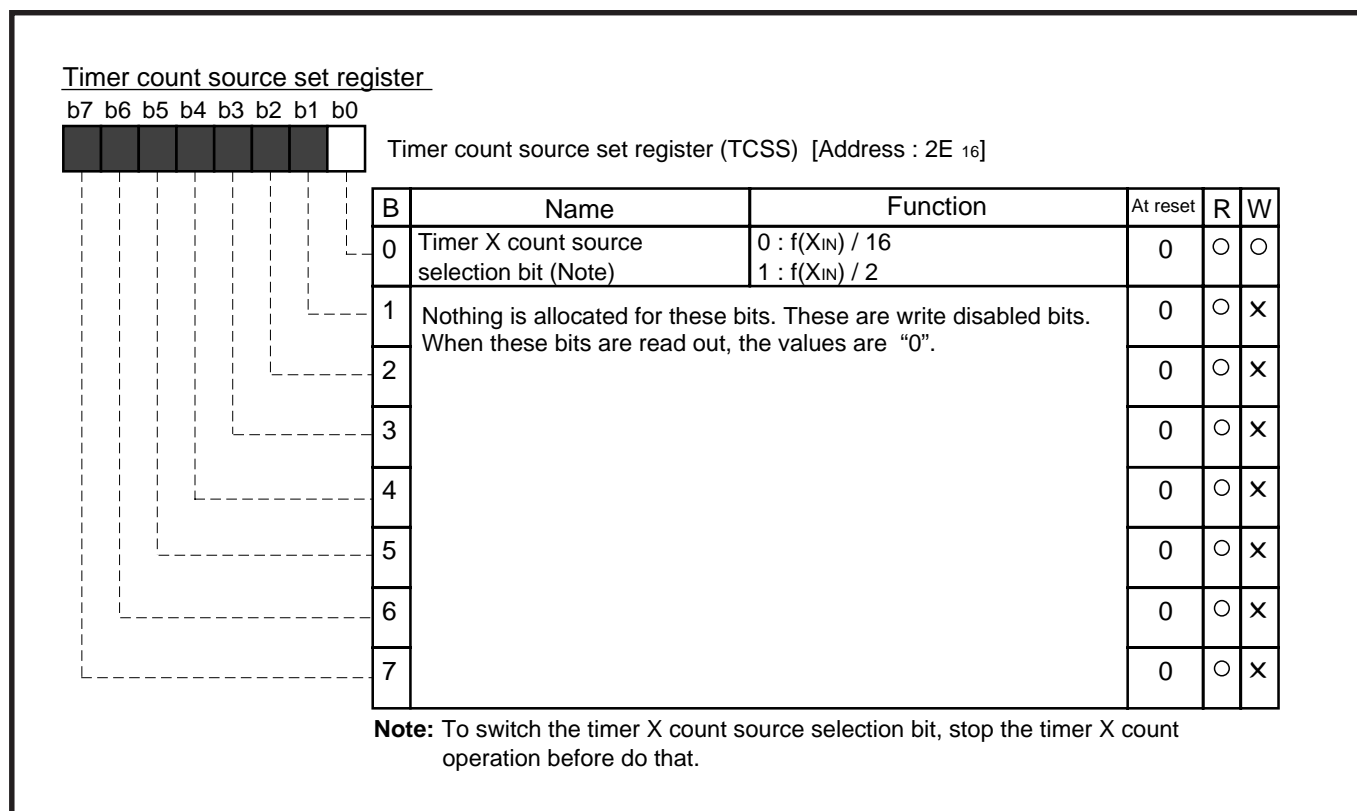 Timer count source set register
b7 b6 b5 b4 b3 b2 b1 b0
Timer count source set register (TCSS) [Address : 2E 16]
B Name Function At reset R W
0 Timer X count source selection bit (Note) 0 : f(XIN) / 16 1 : f(XIN) / 2 0 ○ ○
1 Nothing is allocated for these bits. These are write disabled bits. 0 ○ ×
When these bits are read out, the values are “0”.
2 0 ○ ×
3 0 ○ ×
4 0 ○ ×
5 0 ○ ×
6 0 ○ ×
7 0 ○ ×
Note: To switch the timer X count source selection bit, stop the timer X count
operation before do that.